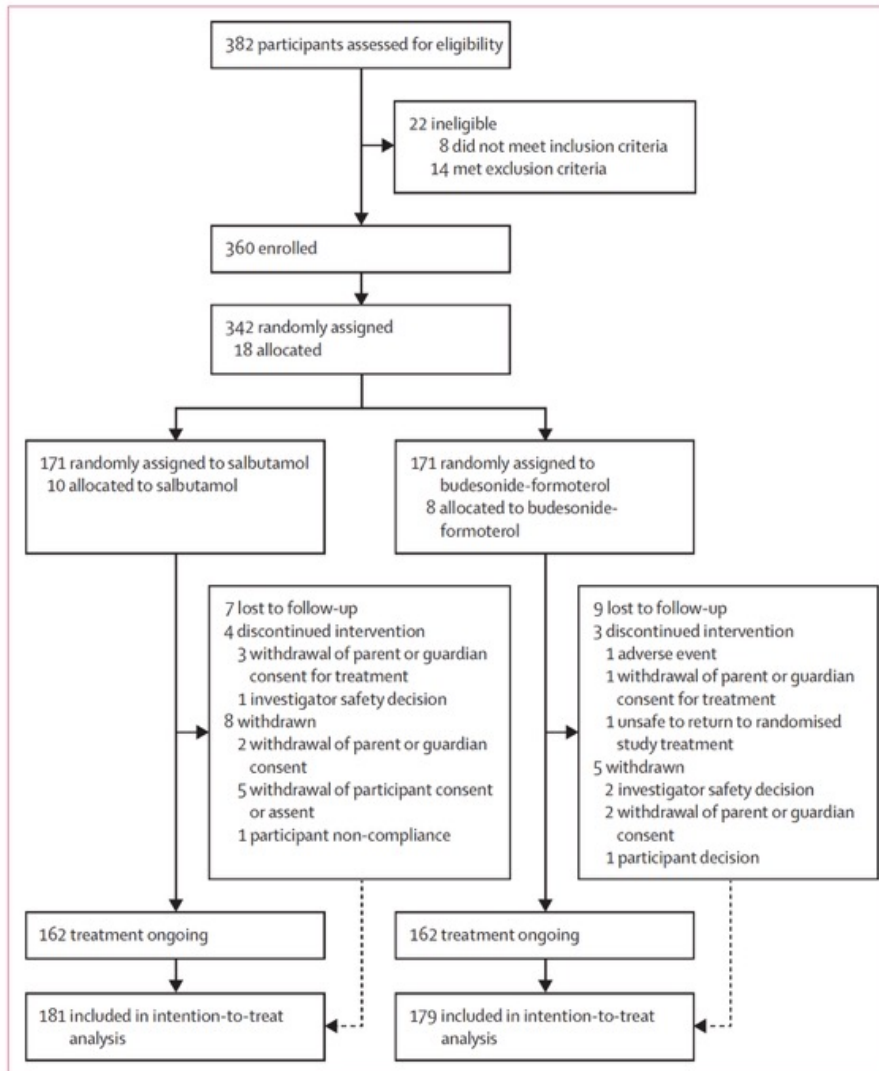 382 participants assessed for eligibility
22 ineligible
8 did not meet inclusion criteria
14 met exclusion criteria
360 enrolled
342 randomly assigned
18 allocated
171 randomly assigned to salbutamol
10 allocated to salbutamol
171 randomly assigned to
budesonide-formoterol
8 allocated to budesonide-
formoterol
7 lost to follow-up
4 discontinued intervention
3 withdrawal of parent or guardian
consent for treatment
1 investigator safety decision
8 withdrawn
2 withdrawal of parent or guardian
consent
5 withdrawal of participant consent
or assent
1 participant non-compliance
9 lost to follow-up
3 discontinued intervention
1 adverse event
1 withdrawal of parent or guardian
consent for treatment
1 unsafe to return to randomised
study treatment
5 withdrawn
2 investigator safety decision
2 withdrawal of parent or guardian
consent
1 participant decision
162 treatment ongoing
162 treatment ongoing
181 included in intention-to-treat
analysis
179 included in intention-to-treat
analysis